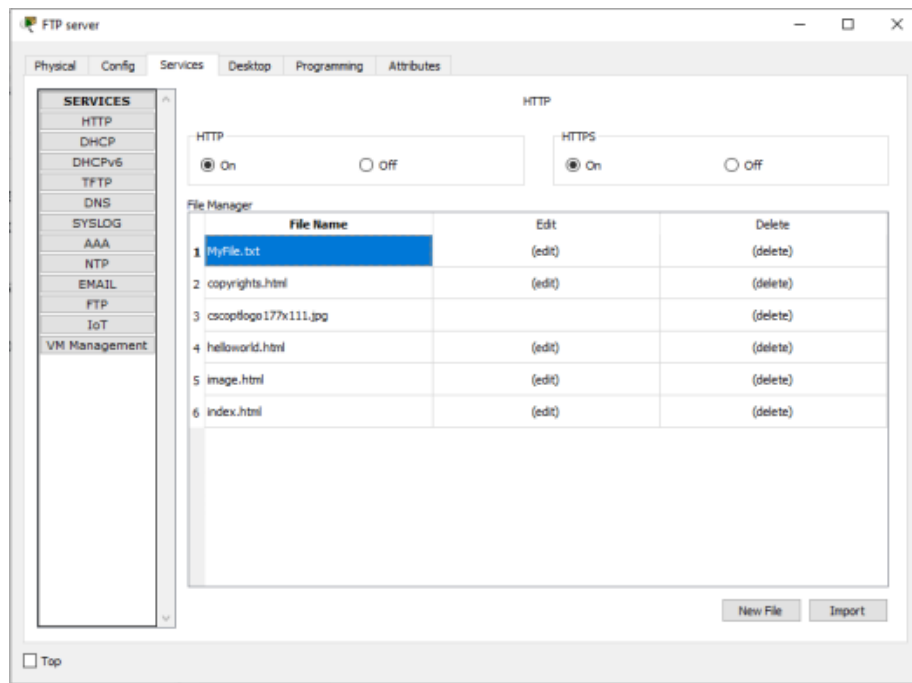 FTP server
Physical Config Services Desktop Programming Attributes
SERVICES
HTTP
DHCP
DHCPv6
TFTP
DNS
SYSLOG
AAA
NTP
EMAIL
FTP
IoT
VM Management
HTTP
HTTP
On Off
HTTPS
On Off
File Manager
File Name Edit Delete
1 MyFile.txt (edit) (delete)
2 copyrights.html (edit) (delete)
3 cscoptlogo177x111.jpg (delete)
4 helloworld.html (edit) (delete)
5 image.html (edit) (delete)
6 index.html (edit) (delete)
New File Import
Top